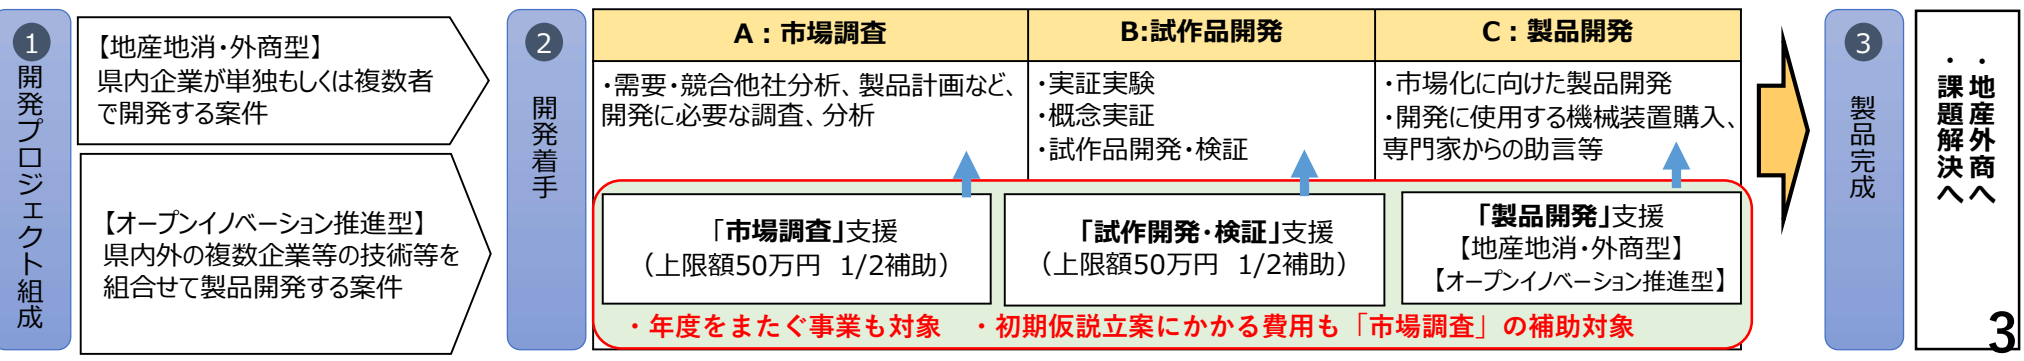 1
開発プロジェクト組成
【地産地消・外商型】
県内企業が単独もしくは複数者
で開発する案件
【オープンイノベーション推進型】
県内外の複数企業等の技術等を
組合せて製品開発する案件
2
開発着手
A：市場調査
・需要・競合他社分析、製品計画など、
開発に必要な調査、分析
B:試作品開発
・実証実験
・概念実証
・試作品開発・検証
C：製品開発
・市場化に向けた製品開発
・開発に使用する機械装置購入、
専門家からの助言等
「市場調査」支援
（上限額50万円 1/2補助）
「試作開発・検証」支援
（上限額50万円 1/2補助）
「製品開発」支援
【地産地消・外商型】
【オープンイノベーション推進型】
・年度をまたぐ事業も対象 ・初期仮説立案にかかる費用も「市場調査」の補助対象
3
製品完成
・地産外商へ
・課題解決へ
3